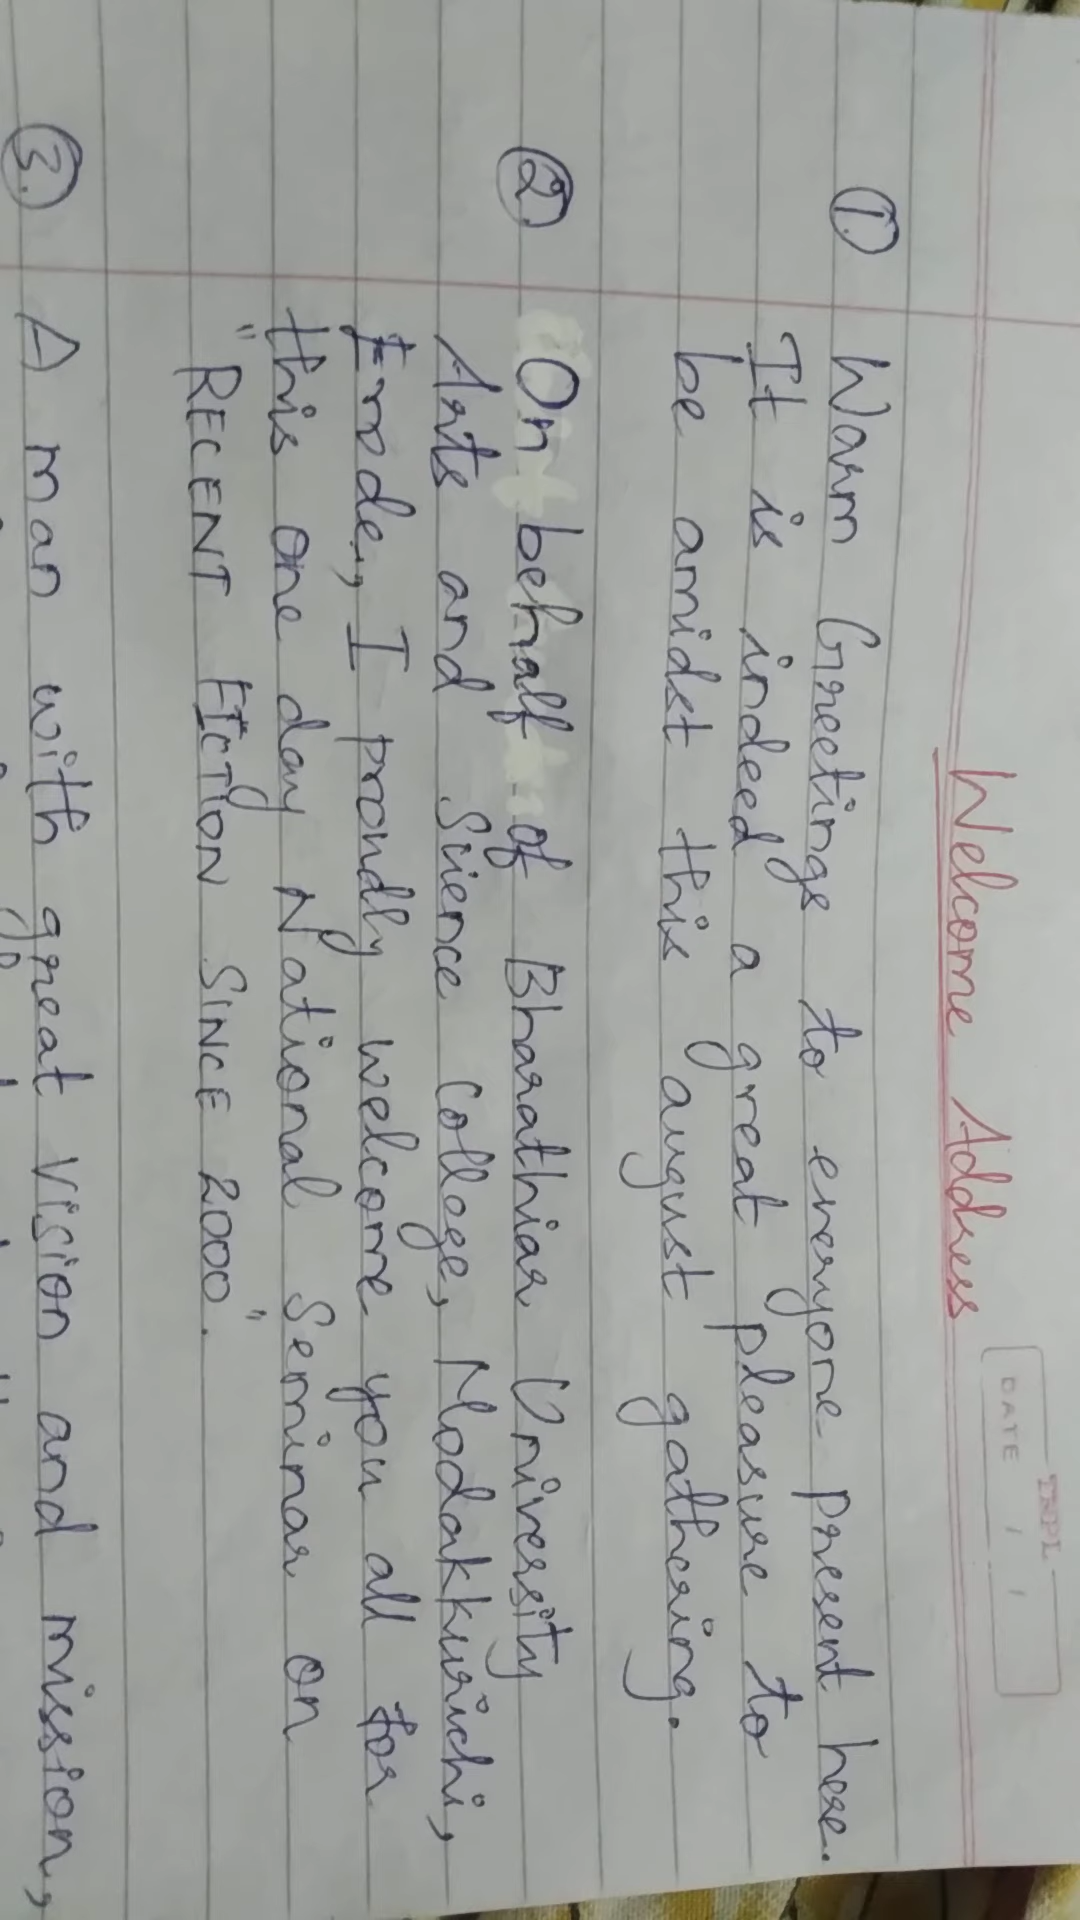 TNPL
DATE / /
Welcome Address
1. Warm Greetings to everyone present here.
It is indeed a great pleasure to
be amidst this august gathering.
2. On behalf of Bharathiar University
Arts and Science College, Modakkurichi,
Erode, I proudly welcome you all for
this one day National Seminar on
"RECENT FICTION SINCE 2000".
3. A man with great Vision and mission,